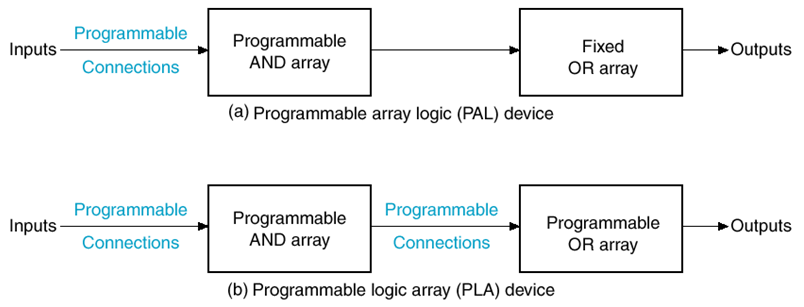 Inputs
Programmable
Connections
Programmable
AND array
Fixed
OR array
Outputs
(a) Programmable array logic (PAL) device
Inputs
Programmable
Connections
Programmable
AND array
Programmable
Connections
Programmable
OR array
Outputs
(b) Programmable logic array (PLA) device